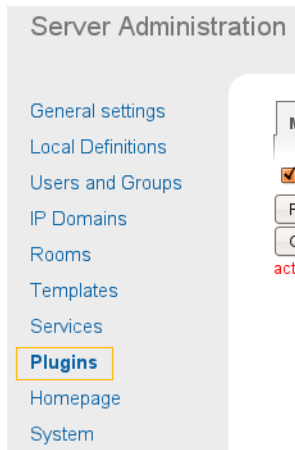 Server Administration
General settings
Local Definitions
Users and Groups
IP Domains
Rooms
Templates
Services
Plugins
Homepage
System